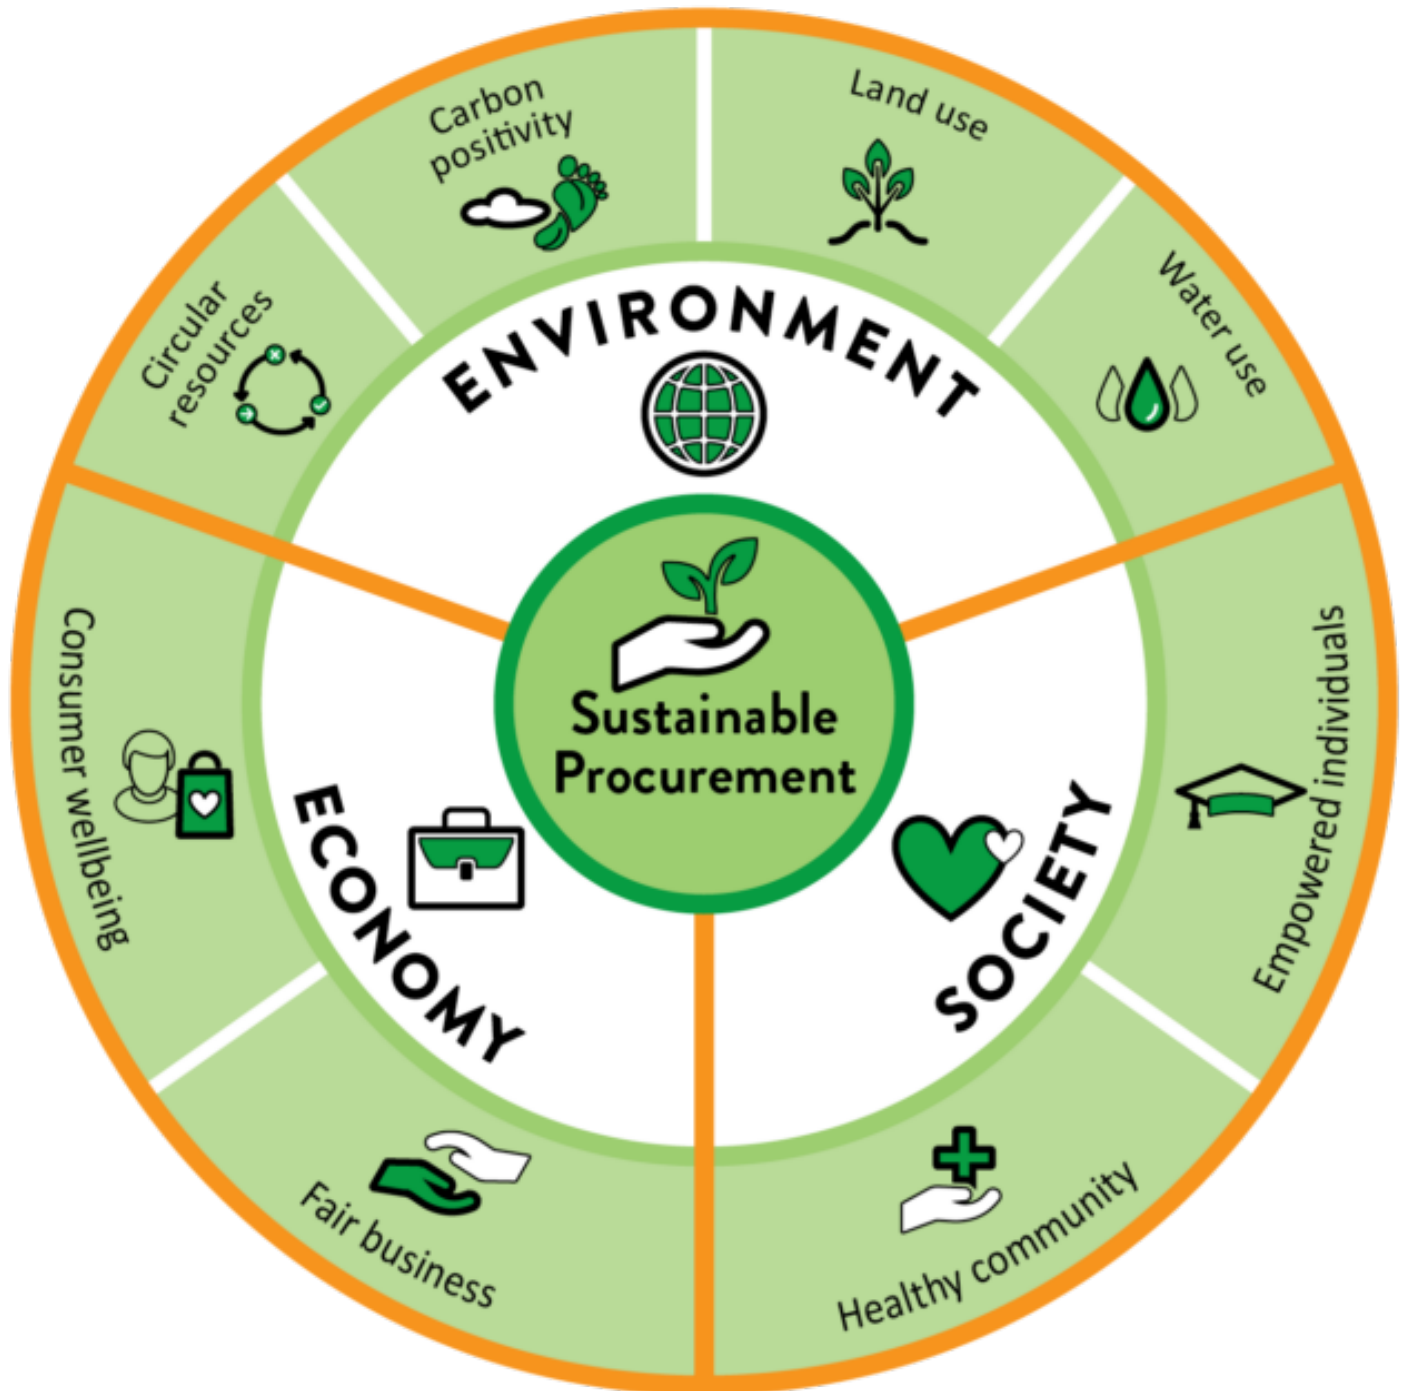 Carbon
positivity
Land use
Circular
resources
Water use
ENVIRONMENT
Sustainable
Procurement
Consumer wellbeing
ECONOMY
SOCIETY
Empowered individuals
Fair business
Healthy community